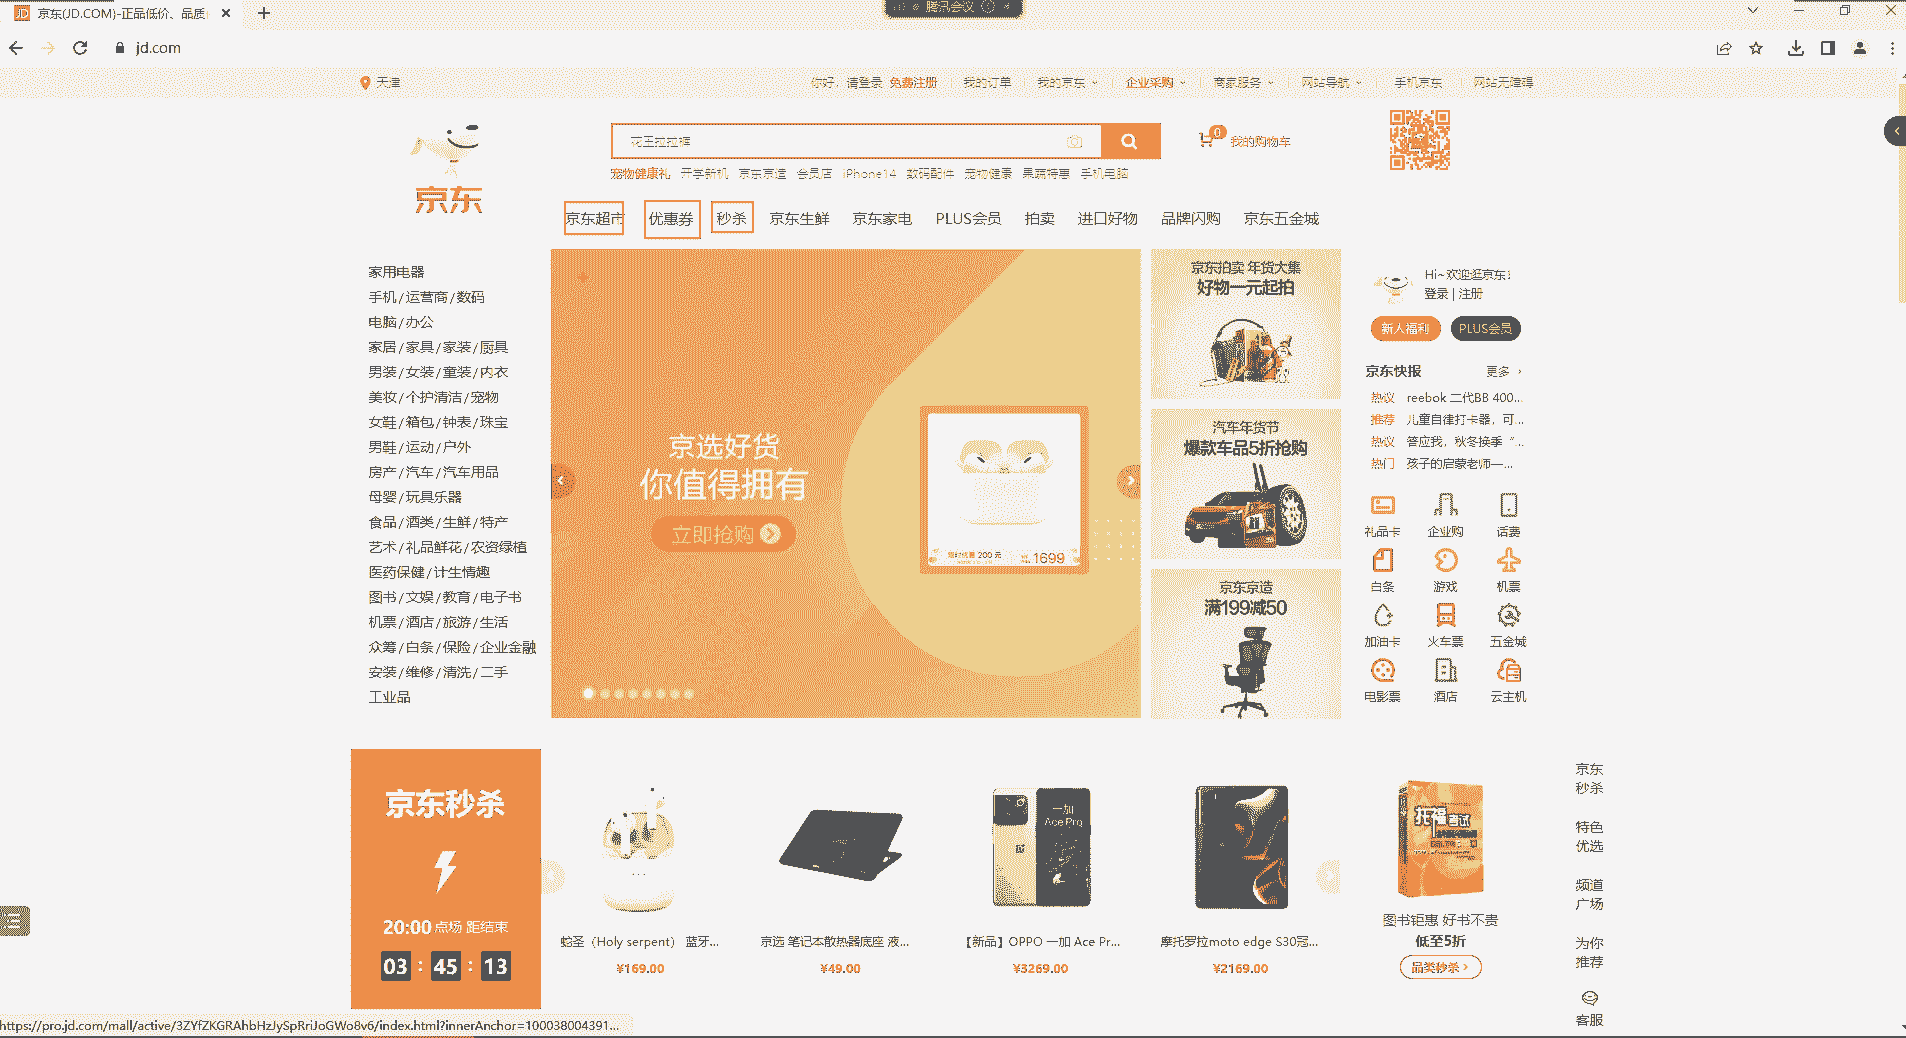 京东(JD.COM)-正品低价、品质
腾讯会议
jd.com
天津
你好，请登录 免费注册 我的订单 我的京东 企业采购 商家服务 网站导航 手机京东 网站无障碍
花王拉拉裤
0 我的购物车
宠物健康礼 开学新机 京东京造 会员店 iPhone14 数码配件 宠物健康 果蔬特惠 手机电脑
京东
京东超市 优惠券 秒杀 京东生鲜 京东家电 PLUS会员 拍卖 进口好物 品牌闪购 京东五金城
家用电器
手机/运营商/数码
电脑/办公
家居/家具/家装/厨具
男装/女装/童装/内衣
美妆/个护清洁/宠物
女鞋/箱包/钟表/珠宝
男鞋/运动/户外
房产/汽车/汽车用品
母婴/玩具乐器
食品/酒类/生鲜/特产
艺术/礼品鲜花/农资绿植
医药保健/计生情趣
图书/文娱/教育/电子书
机票/酒店/旅游/生活
众筹/白条/保险/企业金融
安装/维修/清洗/二手
工业品
京选好货
你值得拥有
立即抢购
200 元
1699
京东拍卖 年货大集
好物一元起拍
汽车年货节
爆款车品5折抢购
京东京造
满199减50
Hi~欢迎逛京东!
登录 | 注册
新人福利 PLUS会员
京东快报 更多
热议 reebok 二代BB 400...
推荐 儿童自律打卡器，可...
热议 答应我，秋冬换季“...
热门 孩子的启蒙老师—...
礼品卡 企业购 话费
白条 游戏 机票
加油卡 火车票 五金城
电影票 酒店 云主机
京东秒杀
20:00 点场 距结束
03 : 45 : 13
一加
Ace Pro
托福考试
蛇圣（Holy serpent） 蓝牙...
¥169.00
京选 笔记本散热器底座 液...
¥49.00
【新品】OPPO 一加 Ace Pr...
¥3269.00
摩托罗拉moto edge S30冠...
¥2169.00
图书钜惠 好书不贵
低至5折
品类秒杀
京东
秒杀
特色
优选
频道
广场
为你
推荐
客服
https://pro.jd.com/mall/active/3ZYfZKGRAhbHzJySpRriJoGWo8v6/index.html?innerAnchor=100038004391...